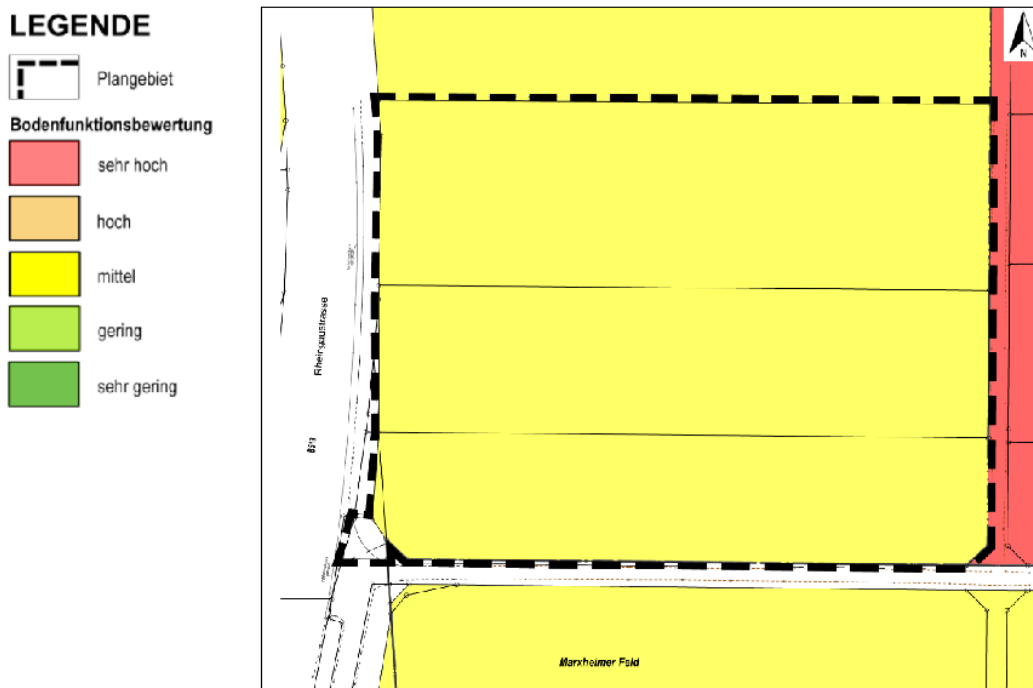 LEGENDE
Plangebiet
Bodenfunktionsbewertung
sehr hoch
hoch
mittel
gering
sehr gering
N
Rheingaustrasse
Marxheimer Feld